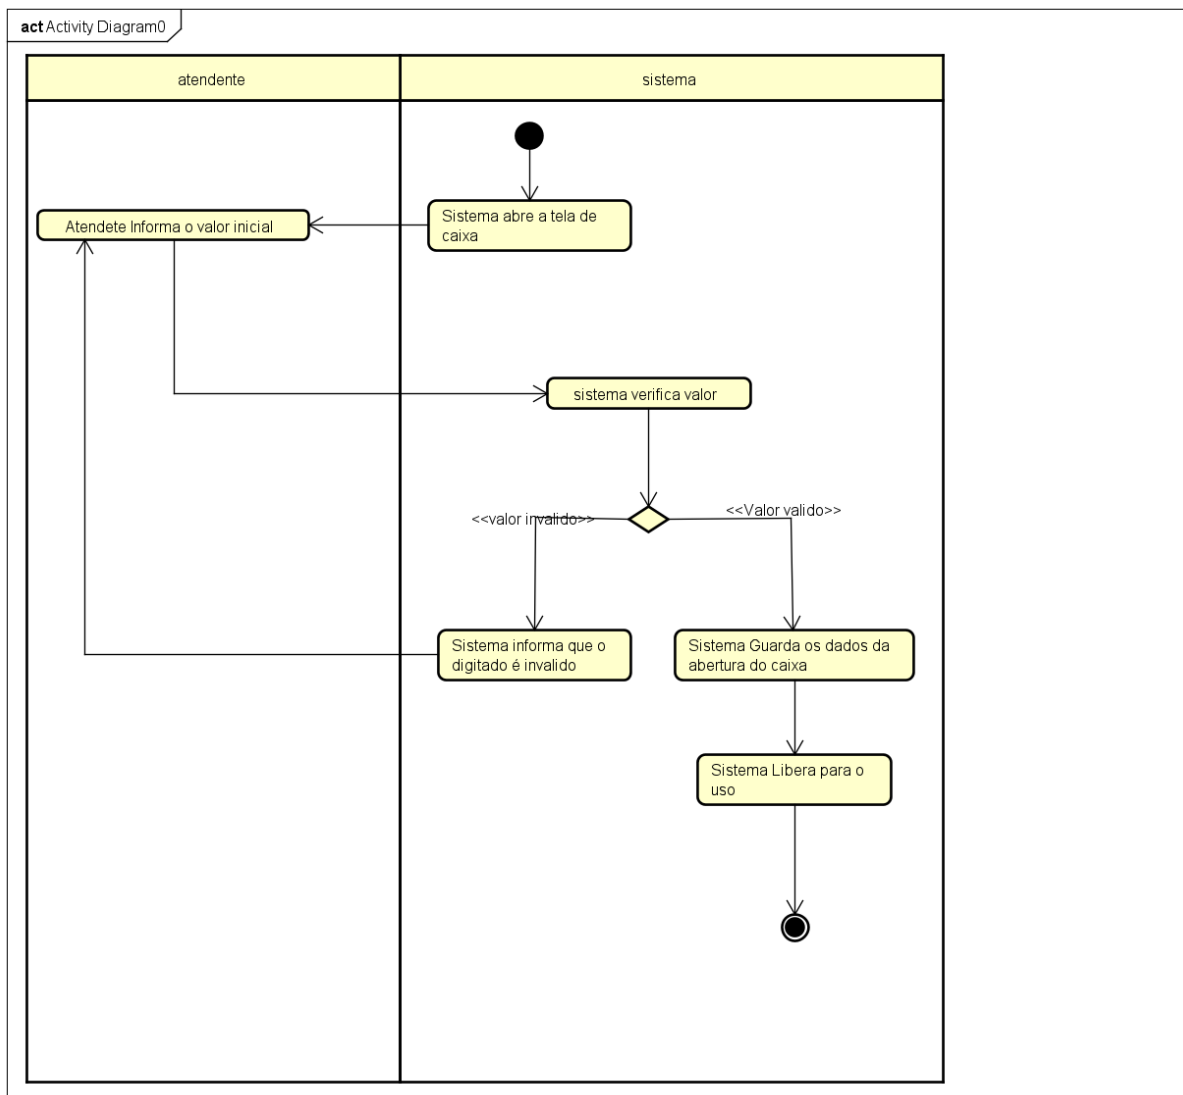 act Activity Diagram0
atendente
sistema
Sistema abre a tela de
caixa
Atendete Informa o valor inicial
sistema verifica valor
<<valor invalido>>
<<Valor valido>>
Sistema informa que o
digitado é invalido
Sistema Guarda os dados da
abertura do caixa
Sistema Libera para o
uso